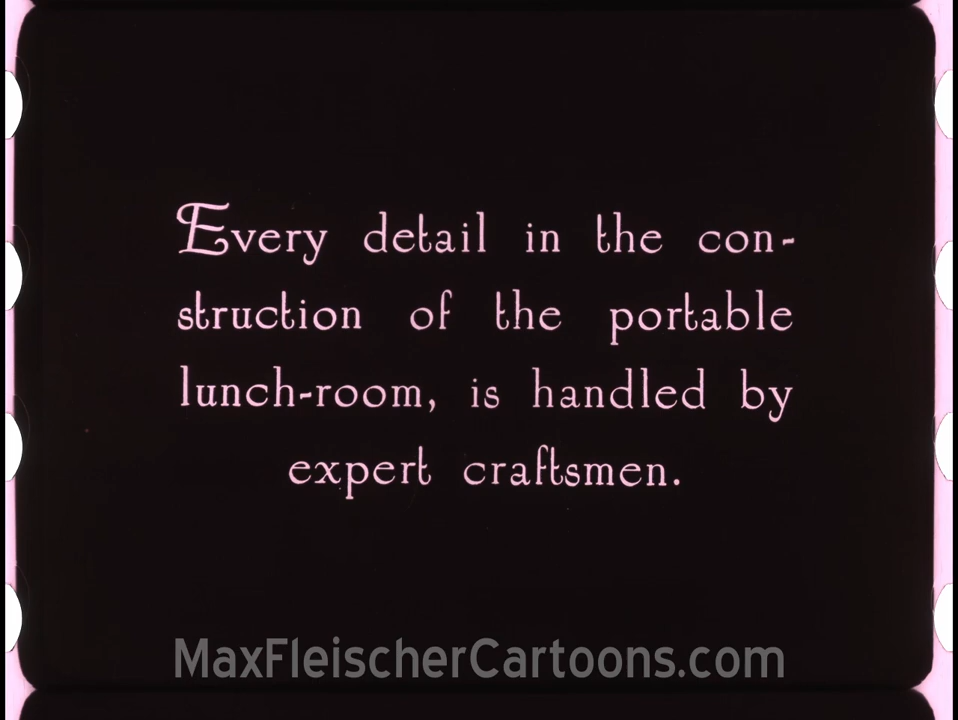 Every detail in the con-
struction of the portable
lunch-room, is handled by
expert craftsmen.
MaxFleischerCartoons.com